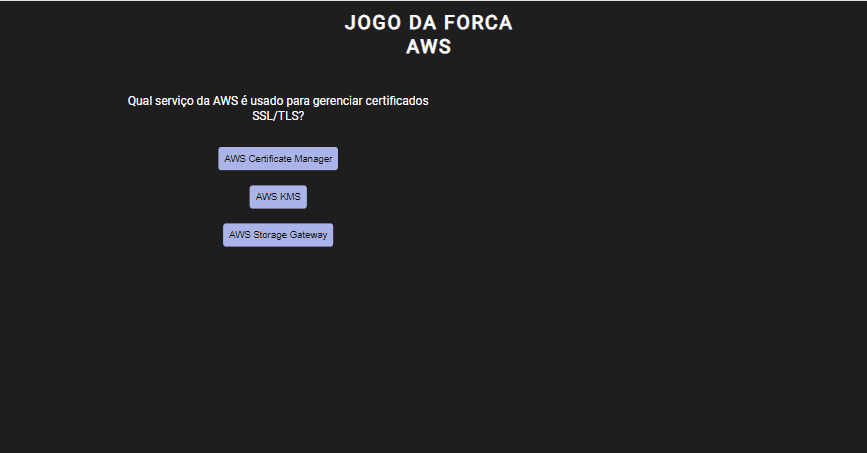 JOGO DA FORCA
AWS
Qual serviço da AWS é usado para gerenciar certificados
SSL/TLS?
AWS Certificate Manager
AWS KMS
AWS Storage Gateway